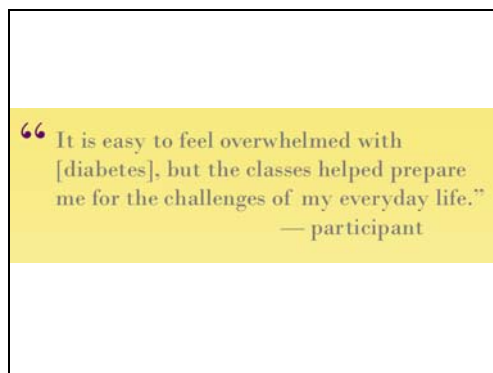 “ It is easy to feel overwhelmed with
[diabetes], but the classes helped prepare
me for the challenges of my everyday life.”
— participant